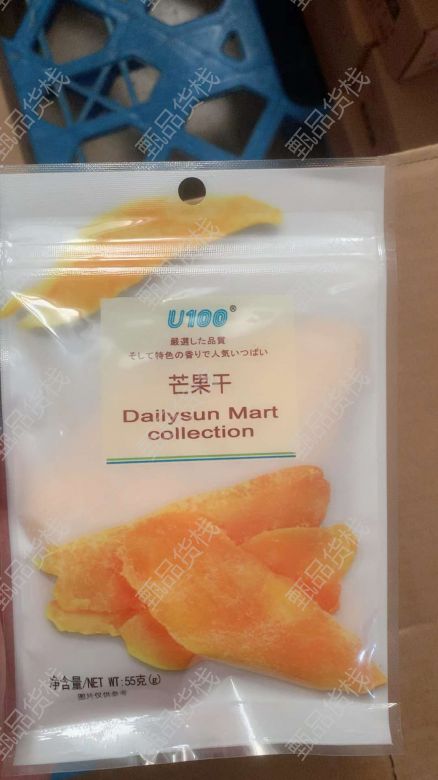 U100®
厳選した品質
そして特色の香りで人気いつぱい
芒果干
Dailysun Mart
collection
净含量/NET WT:55克(g)
图片仅供参考
甄品货栈